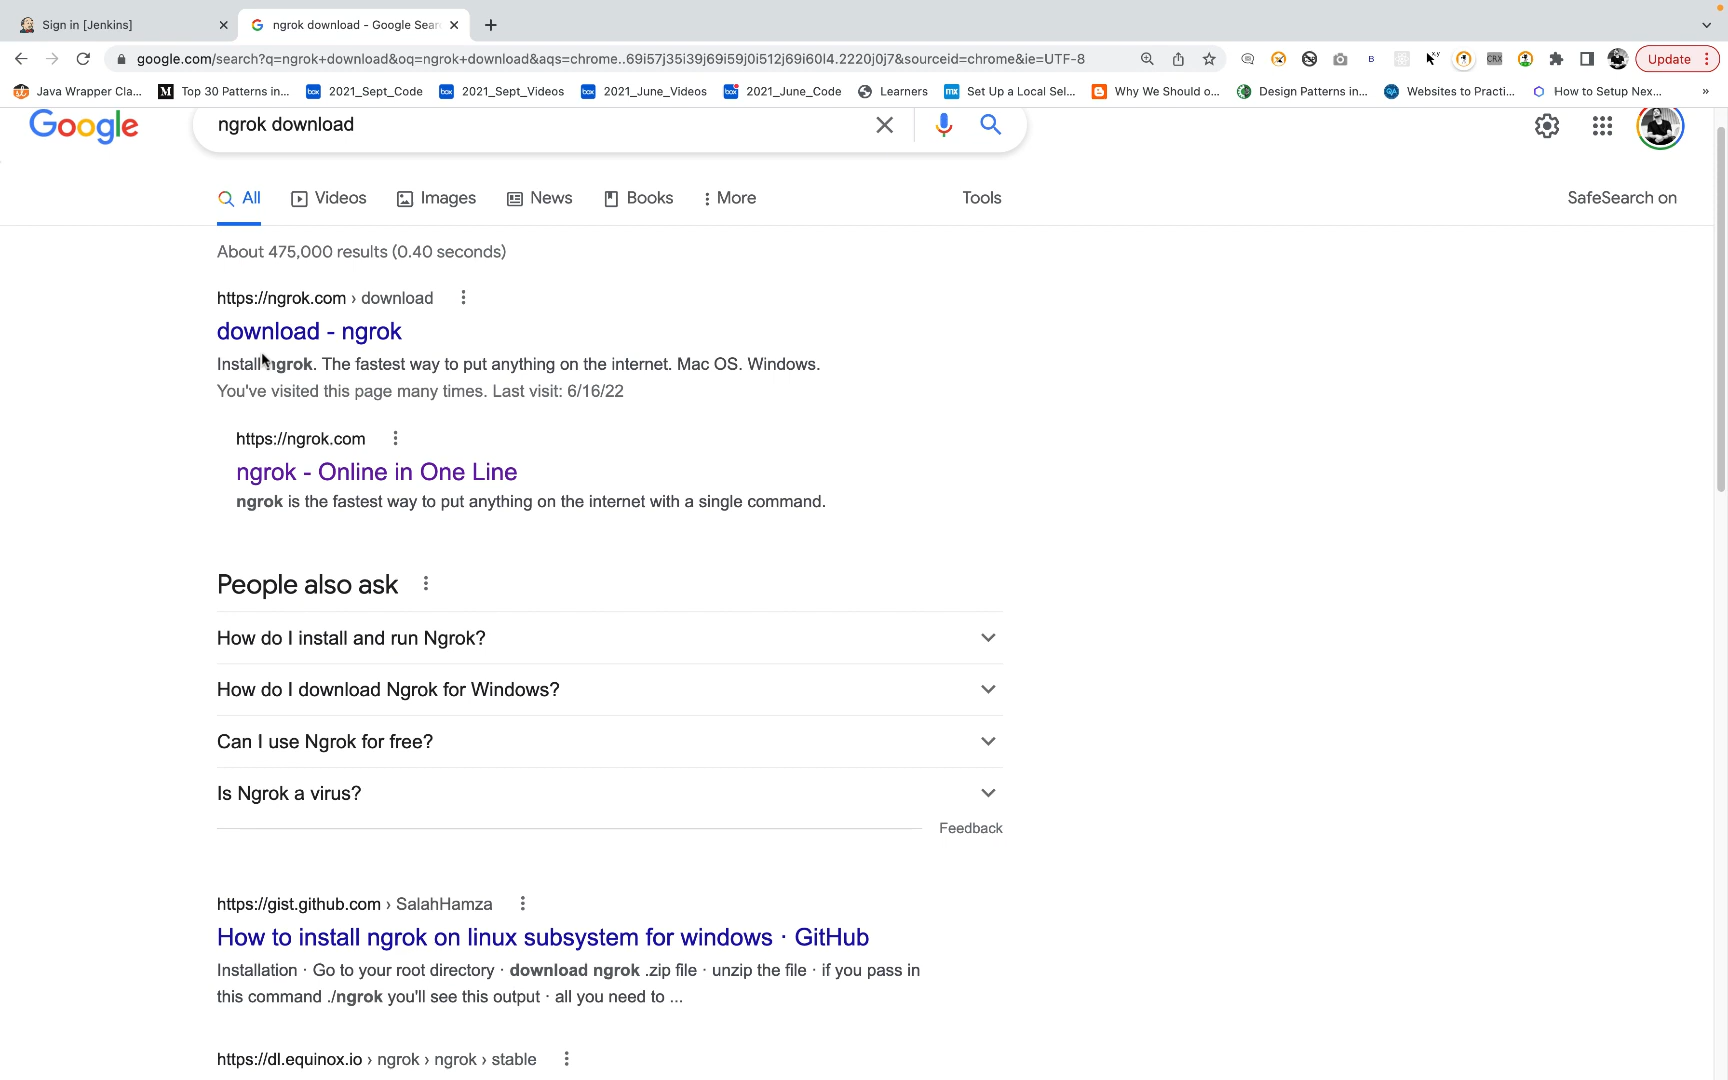 Sign in [Jenkins]
ngrok download - Google Sear
google.com/search?q=ngrok+download&oq=ngrok+download&aqs=chrome..69i57j35i39j69i59j0i512j69i60l4.2220j0j7&sourceid=chrome&ie=UTF-8
Update
Java Wrapper Cla...
Top 30 Patterns in...
2021_Sept_Code
2021_Sept_Videos
2021_June_Videos
2021_June_Code
Learners
Set Up a Local Sel...
Why We Should o...
Design Patterns in...
Websites to Practi...
How to Setup Nex...
»
Google
ngrok download
All
Videos
Images
News
Books
More
Tools
SafeSearch on
About 475,000 results (0.40 seconds)
https://ngrok.com › download
download - ngrok
Install ngrok. The fastest way to put anything on the internet. Mac OS. Windows.
You've visited this page many times. Last visit: 6/16/22
https://ngrok.com
ngrok - Online in One Line
ngrok is the fastest way to put anything on the internet with a single command.
People also ask
How do I install and run Ngrok?
How do I download Ngrok for Windows?
Can I use Ngrok for free?
Is Ngrok a virus?
Feedback
https://gist.github.com › SalahHamza
How to install ngrok on linux subsystem for windows · GitHub
Installation · Go to your root directory · download ngrok .zip file · unzip the file · if you pass in
this command ./ngrok you'll see this output · all you need to ...
https://dl.equinox.io › ngrok › ngrok › stable